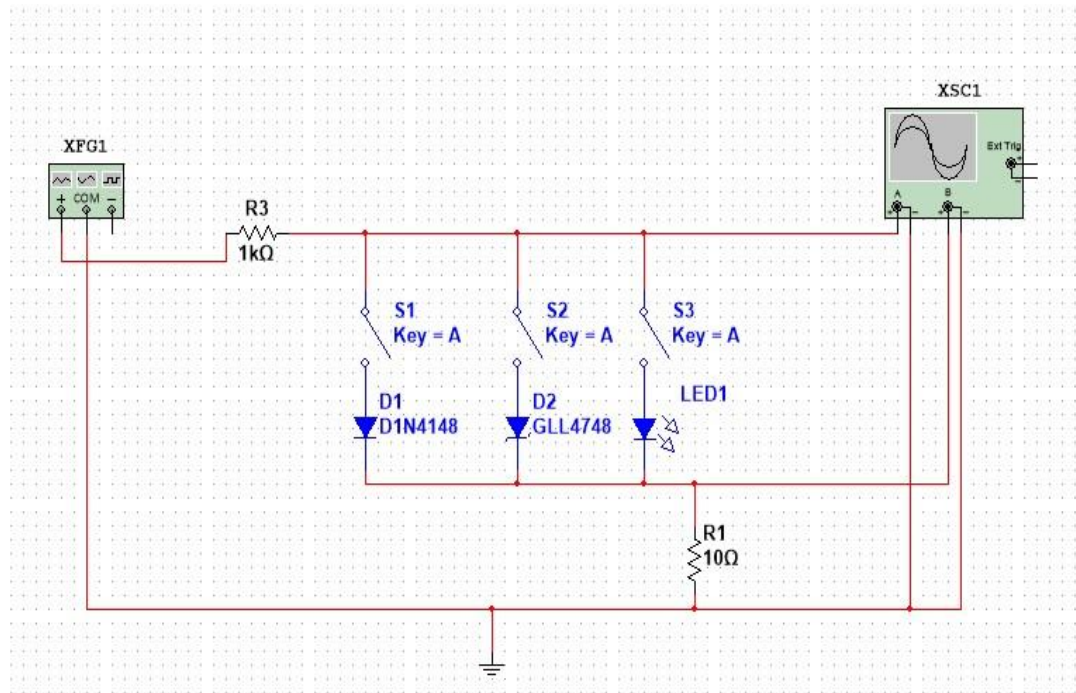 XSC1
Ext Trig
A
B
XFG1
COM
R3
1kΩ
S1
Key = A
S2
Key = A
S3
Key = A
D1
D1N4148
D2
GLL4748
LED1
R1
10Ω